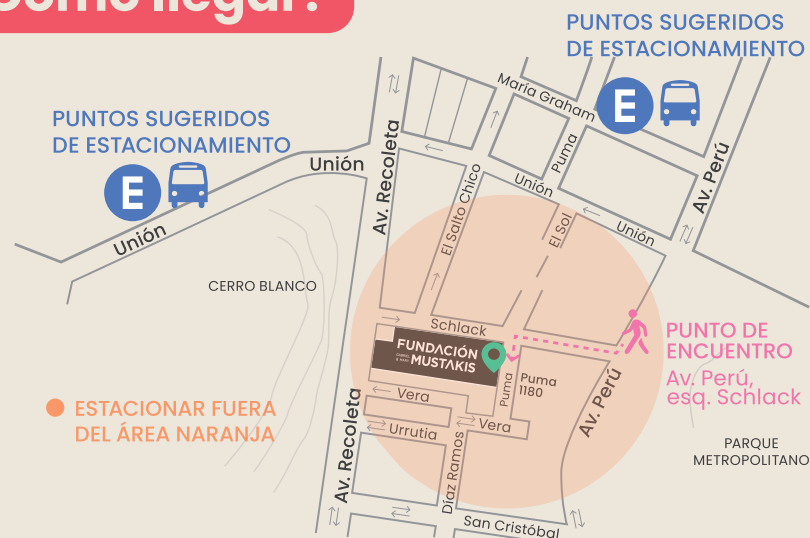 Cómo llegar?
PUNTOS SUGERIDOS
DE ESTACIONAMIENTO
E
PUNTOS SUGERIDOS
DE ESTACIONAMIENTO
E
María Graham
Puma
Av. Perú
Unión
Av. Recoleta
Unión
El Salto Chico
Unión
El Sol
Unión
CERRO BLANCO
Schlack
FUNDACIÓN
MUSTAKIS
PUNTO DE
ENCUENTRO
Av. Perú,
esq. Schlack
Puma
Puma
1180
Av. Perú
Vera
Vera
Urrutia
Díaz Ramos
Av. Recoleta
ESTACIONAR FUERA
DEL ÁREA NARANJA
PARQUE
METROPOLITANO
San Cristóbal